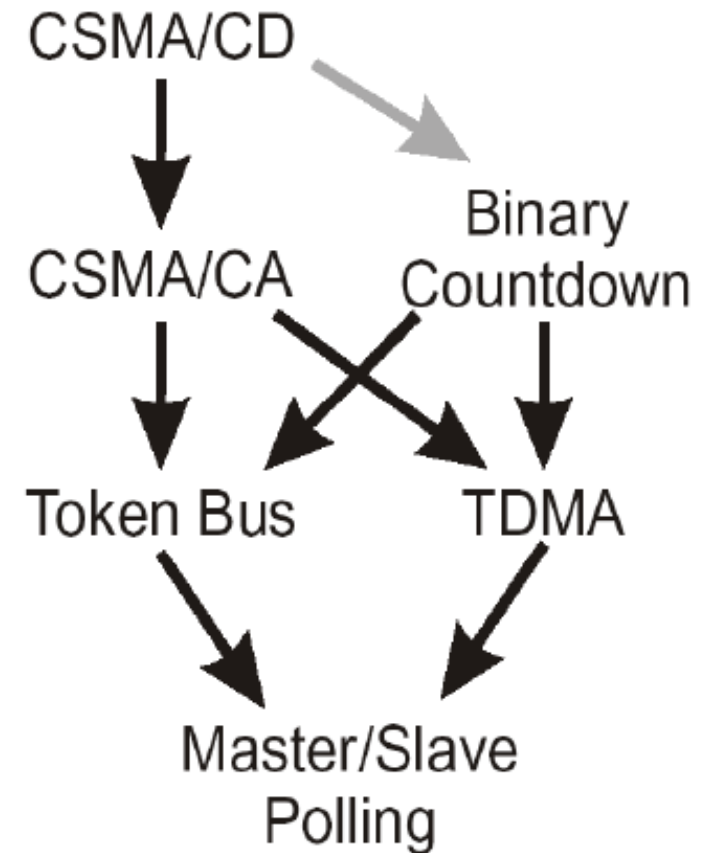 CSMA/CD
Binary
Countdown
CSMA/CA
Token Bus
TDMA
Master/Slave
Polling